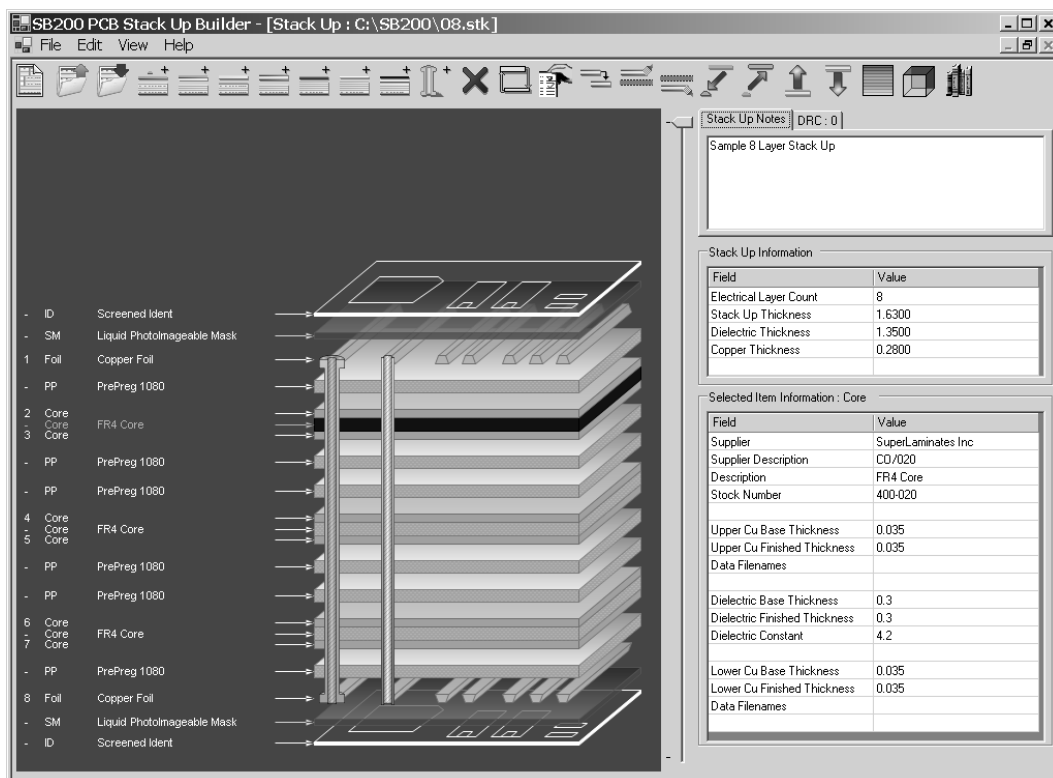 SB200 PCB Stack Up Builder - [Stack Up : C:\SB200\08.stk]
File Edit View Help
Stack Up Notes DRC : 0
Sample 8 Layer Stack Up
Stack Up Information
Field Value
Electrical Layer Count 8
Stack Up Thickness 1.6300
Dielectric Thickness 1.3500
Copper Thickness 0.2800
Selected Item Information : Core
Field Value
Supplier SuperLaminates Inc
Supplier Description CO/020
Description FR4 Core
Stock Number 400-020
Upper Cu Base Thickness 0.035
Upper Cu Finished Thickness 0.035
Data Filenames
Dielectric Base Thickness 0.3
Dielectric Finished Thickness 0.3
Dielectric Constant 4.2
Lower Cu Base Thickness 0.035
Lower Cu Finished Thickness 0.035
Data Filenames
- ID Screened Ident
- SM Liquid PhotoImageable Mask
1 Foil Copper Foil
- PP PrePreg 1080
2 Core
- Core FR4 Core
3 Core
- PP PrePreg 1080
- PP PrePreg 1080
4 Core
- Core FR4 Core
5 Core
- PP PrePreg 1080
- PP PrePreg 1080
6 Core
- Core FR4 Core
7 Core
- PP PrePreg 1080
8 Foil Copper Foil
- SM Liquid PhotoImageable Mask
- ID Screened Ident